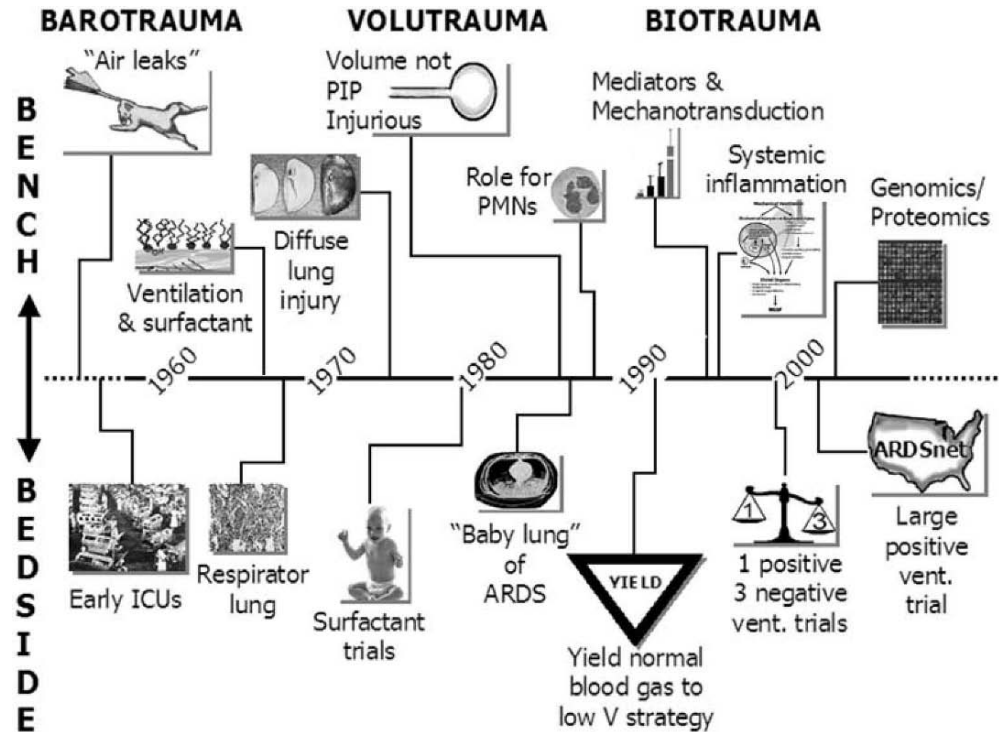 BAROTRAUMA
VOLUTRAUMA
BIOTRAUMA
BENCH
"Air leaks"
Volume not
PIP
Injurious
Mediators &
Mechanotransduction
Role for
PMNs
Systemic
inflammation
Genomics/
Proteomics
Ventilation
& surfactant
Diffuse
lung
injury
1960
1970
1980
1990
2000
BEDSIDE
Early ICUs
Respirator
lung
Surfactant
trials
"Baby lung"
of
ARDS
YIELD
Yield normal
blood gas to
low V strategy
1
3
1 positive
3 negative
vent. trials
ARDSnet
Large
positive
vent.
trial